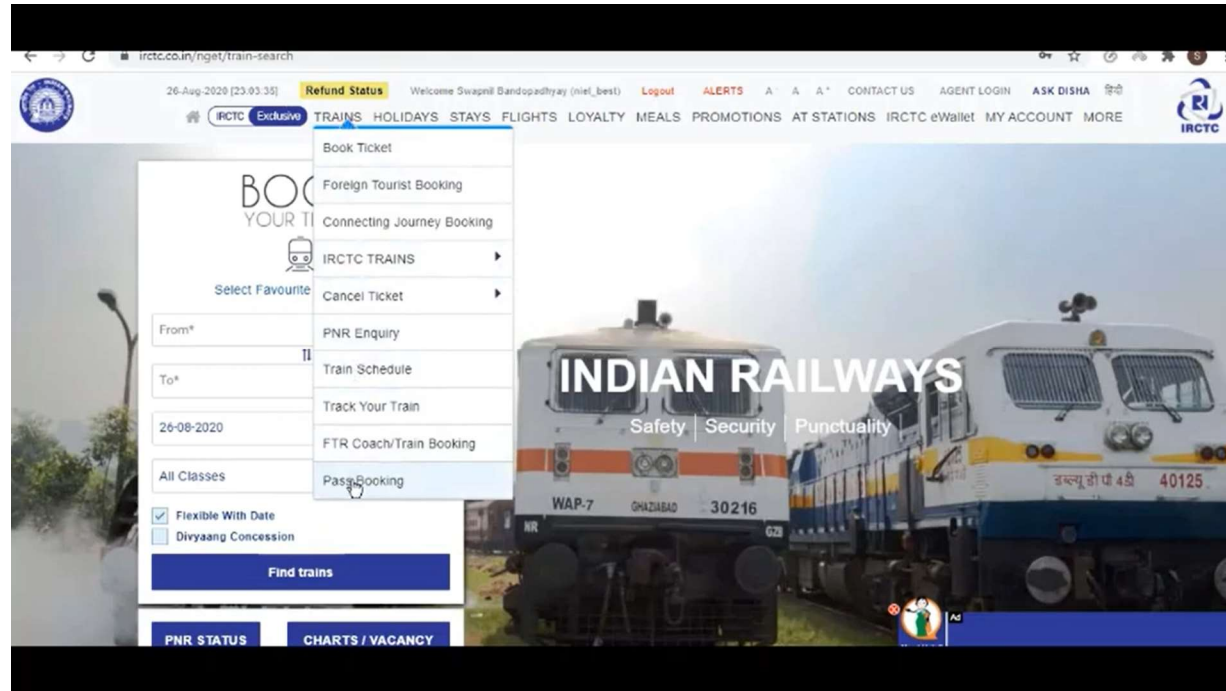 irctc.co.in/nget/train-search
S
26-Aug-2020 [23:03:35] Refund Status Welcome Swapnil Bandopadhyay (niel_best) Logout ALERTS A- A A+ CONTACT US AGENT LOGIN ASK DISHA हिंदी
IRCTC Exclusive TRAINS HOLIDAYS STAYS FLIGHTS LOYALTY MEALS PROMOTIONS AT STATIONS IRCTC eWallet MY ACCOUNT MORE
IRCTC
Book Ticket
Foreign Tourist Booking
Connecting Journey Booking
IRCTC TRAINS
Cancel Ticket
PNR Enquiry
Train Schedule
Track Your Train
FTR Coach/Train Booking
Pass Booking
BOO
YOUR TI
Select Favourite
From*
To*
26-08-2020
All Classes
Flexible With Date
Divyaang Concession
Find trains
PNR STATUS CHARTS / VACANCY
INDIAN RAILWAYS
Safety | Security | Punctuality
WAP-7 GHAZIABAD 30216
NR GZB
डब्ल्यू डी पी 4डी 40125
Ad